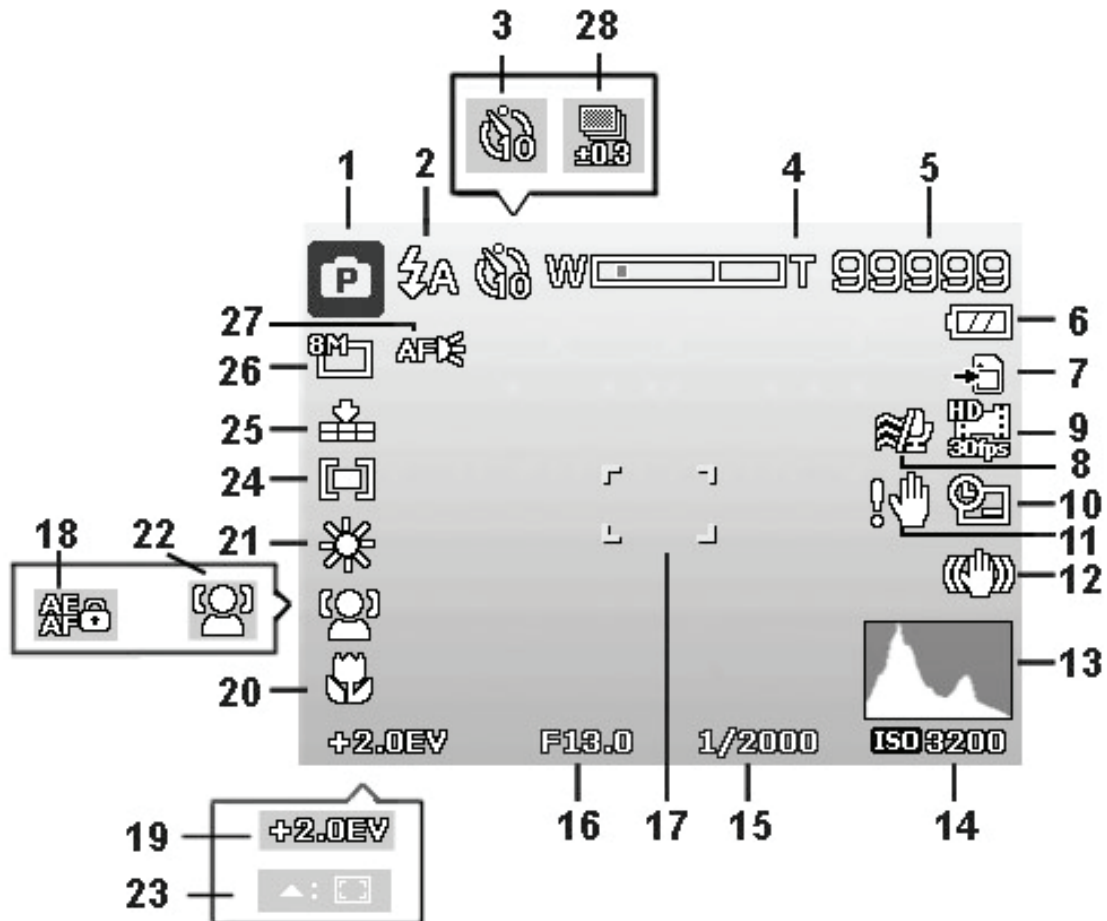 3 28
10 ±0.3
1 2 4 5
P A 10 W T 99999
27 AF 6
26 8M 7
25 HD 30fps 9
24 8
18 22 21 10
11
AE AF 12
20 13
+2.0EV F13.0 1/2000 ISO 3200
19 +2.0EV 16 17 15 14
23 :